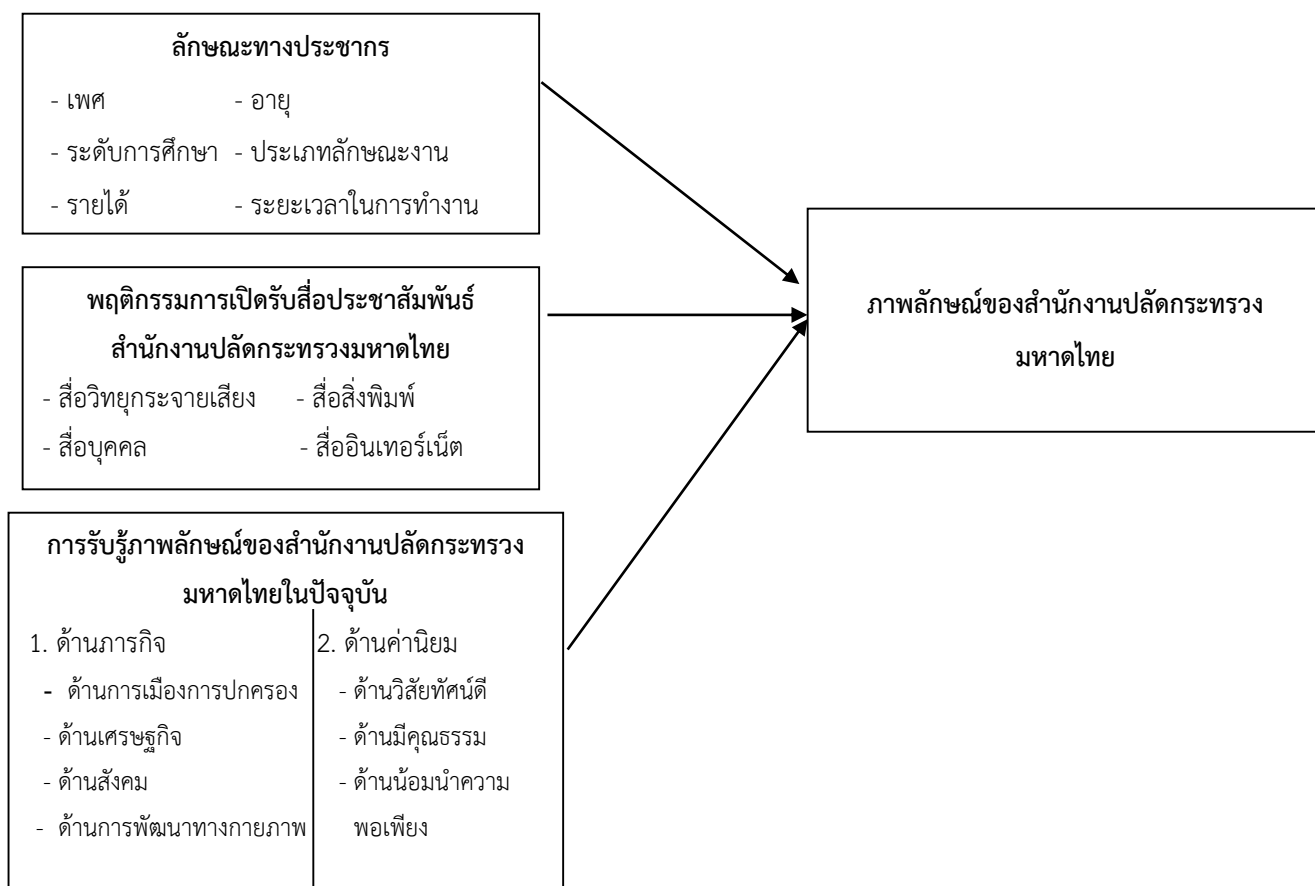 ลักษณะทางประชากร
- เพศ - อายุ
- ระดับการศึกษา - ประเภทลักษณะงาน
- รายได้ - ระยะเวลาในการทำงาน
พฤติกรรมการเปิดรับสื่อประชาสัมพันธ์
สำนักงานปลัดกระทรวงมหาดไทย
- สื่อวิทยุกระจายเสียง - สื่อสิ่งพิมพ์
- สื่อบุคคล - สื่ออินเทอร์เน็ต
การรับรู้ภาพลักษณ์ของสำนักงานปลัดกระทรวง
มหาดไทยในปัจจุบัน
1. ด้านภารกิจ
- ด้านการเมืองการปกครอง
- ด้านเศรษฐกิจ
- ด้านสังคม
- ด้านการพัฒนาทางกายภาพ
2. ด้านค่านิยม
- ด้านวิสัยทัศน์ดี
- ด้านมีคุณธรรม
- ด้านน้อมนำความ
พอเพียง
ภาพลักษณ์ของสำนักงานปลัดกระทรวง
มหาดไทย